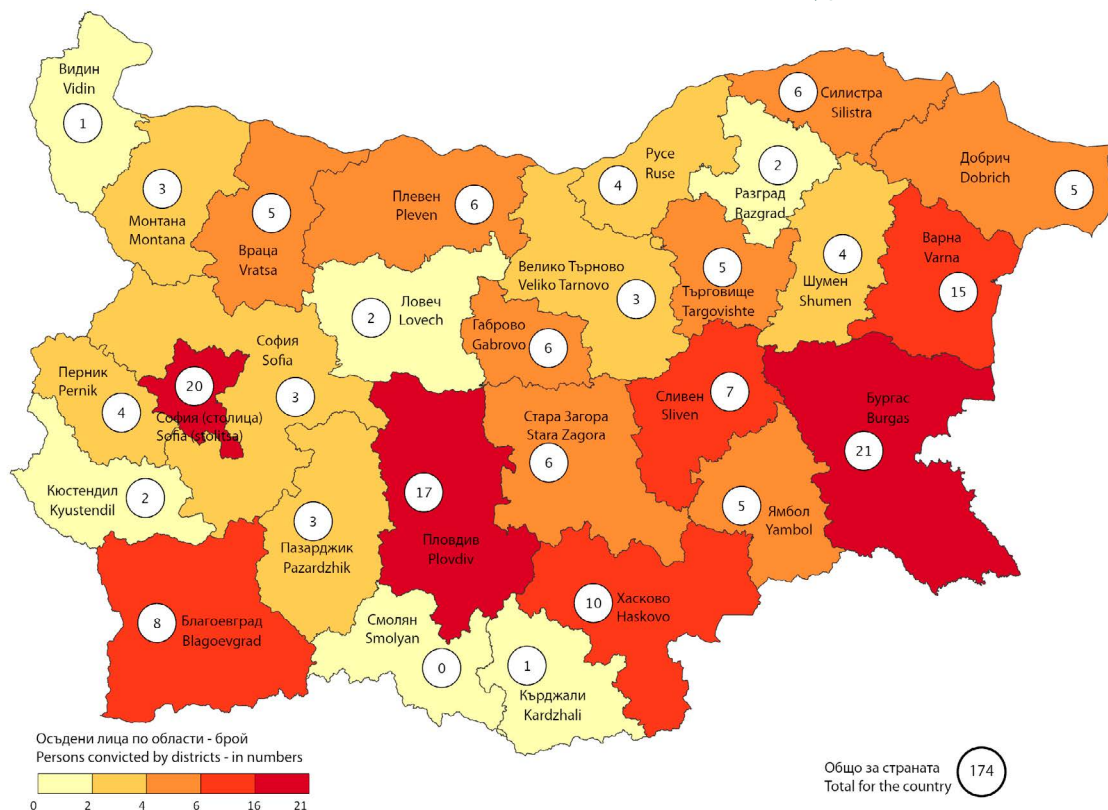 Видин
Vidin
1
6
Силистра
Silistra
Русе
Ruse
4
2
Разград
Razgrad
Добрич
Dobrich
5
3
Монтана
Montana
5
Враца
Vratsa
Плевен
Pleven
6
Варна
Varna
15
4
Шумен
Shumen
5
Търговище
Targovishte
Велико Търново
Veliko Tarnovo
3
Ловеч
Lovech
2
Габрово
Gabrovo
6
София
Sofia
3
20
София (столица)
Sofia (stolitsa)
Перник
Pernik
4
7
Сливен
Sliven
Бургас
Burgas
21
Стара Загора
Stara Zagora
6
Кюстендил
Kyustendil
2
17
Пловдив
Plovdiv
3
Пазарджик
Pazardzhik
5
Ямбол
Yambol
8
Благоевград
Blagoevgrad
10
Хасково
Haskovo
Смолян
Smolyan
0
1
Кърджали
Kardzhali
Осъдени лица по области - брой
Persons convicted by districts - in numbers
0 2 4 6 16 21
Общо за страната
Total for the country
174